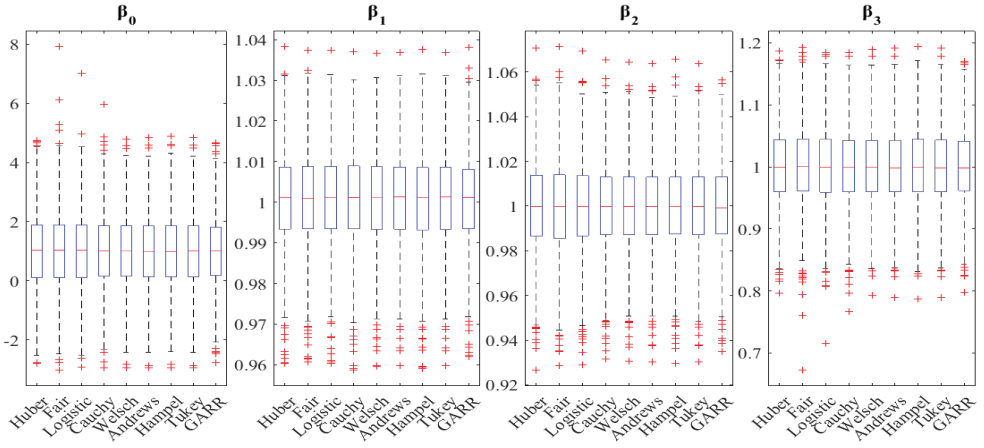 β0
8
6
4
2
0
-2
Huber
Fair
Logistic
Cauchy
Welsch
Andrews
Hampel
Tukey
GARR
β1
1.04
1.03
1.02
1.01
1
0.99
0.98
0.97
0.96
Huber
Fair
Logistic
Cauchy
Welsch
Andrews
Hampel
Tukey
GARR
β2
1.06
1.04
1.02
1
0.98
0.96
0.94
0.92
Huber
Fair
Logistic
Cauchy
Welsch
Andrews
Hampel
Tukey
GARR
β3
1.2
1.1
1
0.9
0.8
0.7
Huber
Fair
Logistic
Cauchy
Welsch
Andrews
Hampel
Tukey
GARR